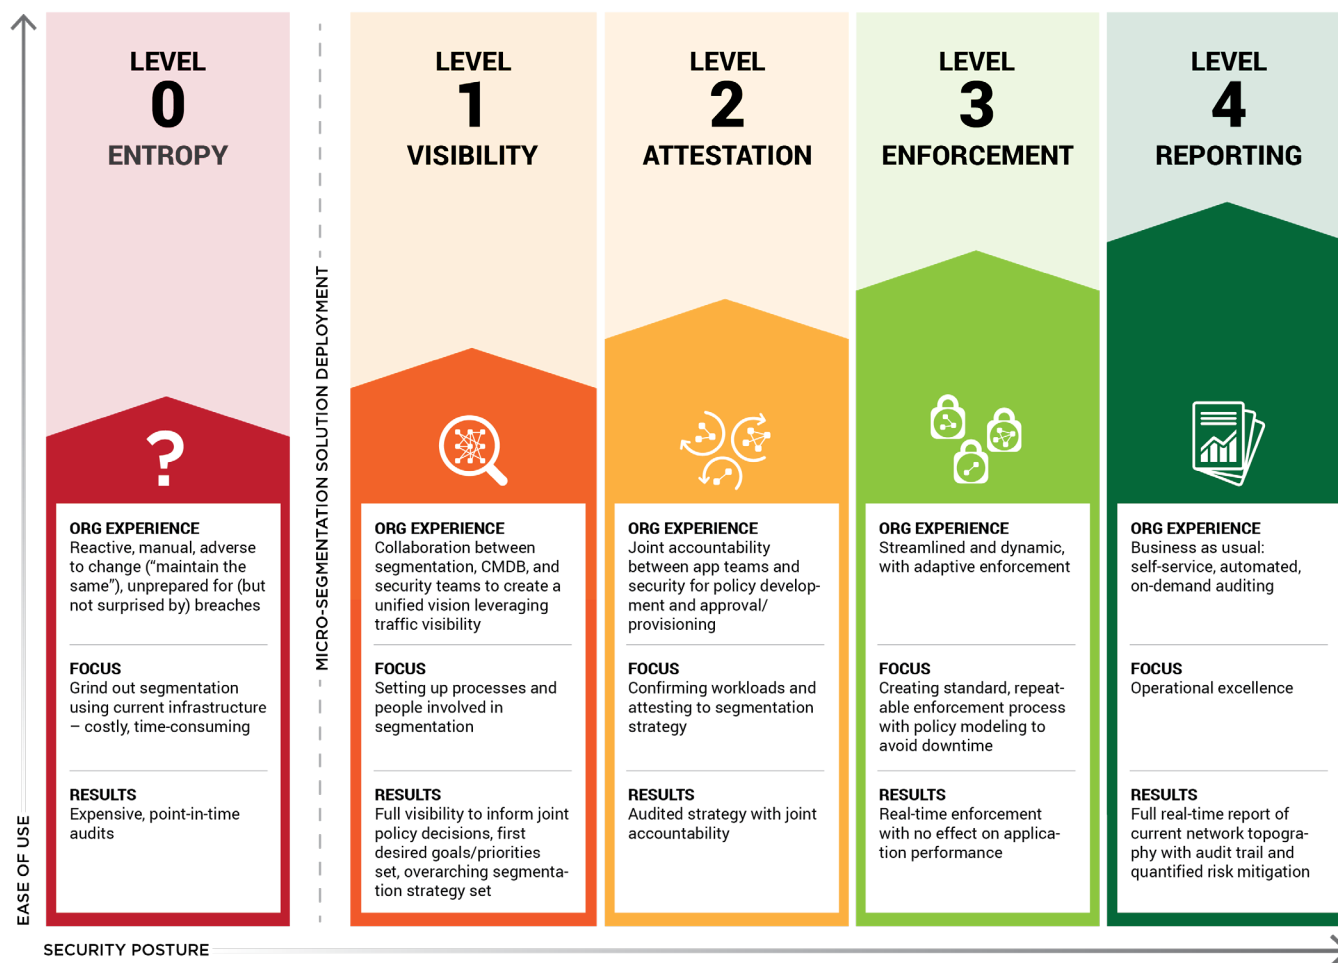 LEVEL
0
ENTROPY
?
ORG EXPERIENCE
Reactive, manual, adverse
to change (“maintain the
same”), unprepared for (but
not surprised by) breaches
FOCUS
Grind out segmentation
using current infrastructure
– costly, time-consuming
RESULTS
Expensive, point-in-time
audits
MICRO-SEGMENTATION SOLUTION DEPLOYMENT
LEVEL
1
VISIBILITY
ORG EXPERIENCE
Collaboration between
segmentation, CMDB, and
security teams to create a
unified vision leveraging
traffic visibility
FOCUS
Setting up processes and
people involved in
segmentation
RESULTS
Full visibility to inform joint
policy decisions, first
desired goals/priorities
set, overarching segmenta-
tion strategy set
LEVEL
2
ATTESTATION
ORG EXPERIENCE
Joint accountability
between app teams and
security for policy develop-
ment and approval/
provisioning
FOCUS
Confirming workloads and
attesting to segmentation
strategy
RESULTS
Audited strategy with joint
accountability
LEVEL
3
ENFORCEMENT
ORG EXPERIENCE
Streamlined and dynamic,
with adaptive enforcement
FOCUS
Creating standard, repeat-
able enforcement process
with policy modeling to
avoid downtime
RESULTS
Real-time enforcement
with no effect on applica-
tion performance
LEVEL
4
REPORTING
ORG EXPERIENCE
Business as usual:
self-service, automated,
on-demand auditing
FOCUS
Operational excellence
RESULTS
Full real-time report of
current network topogra-
phy with audit trail and
quantified risk mitigation
EASE OF USE
SECURITY POSTURE